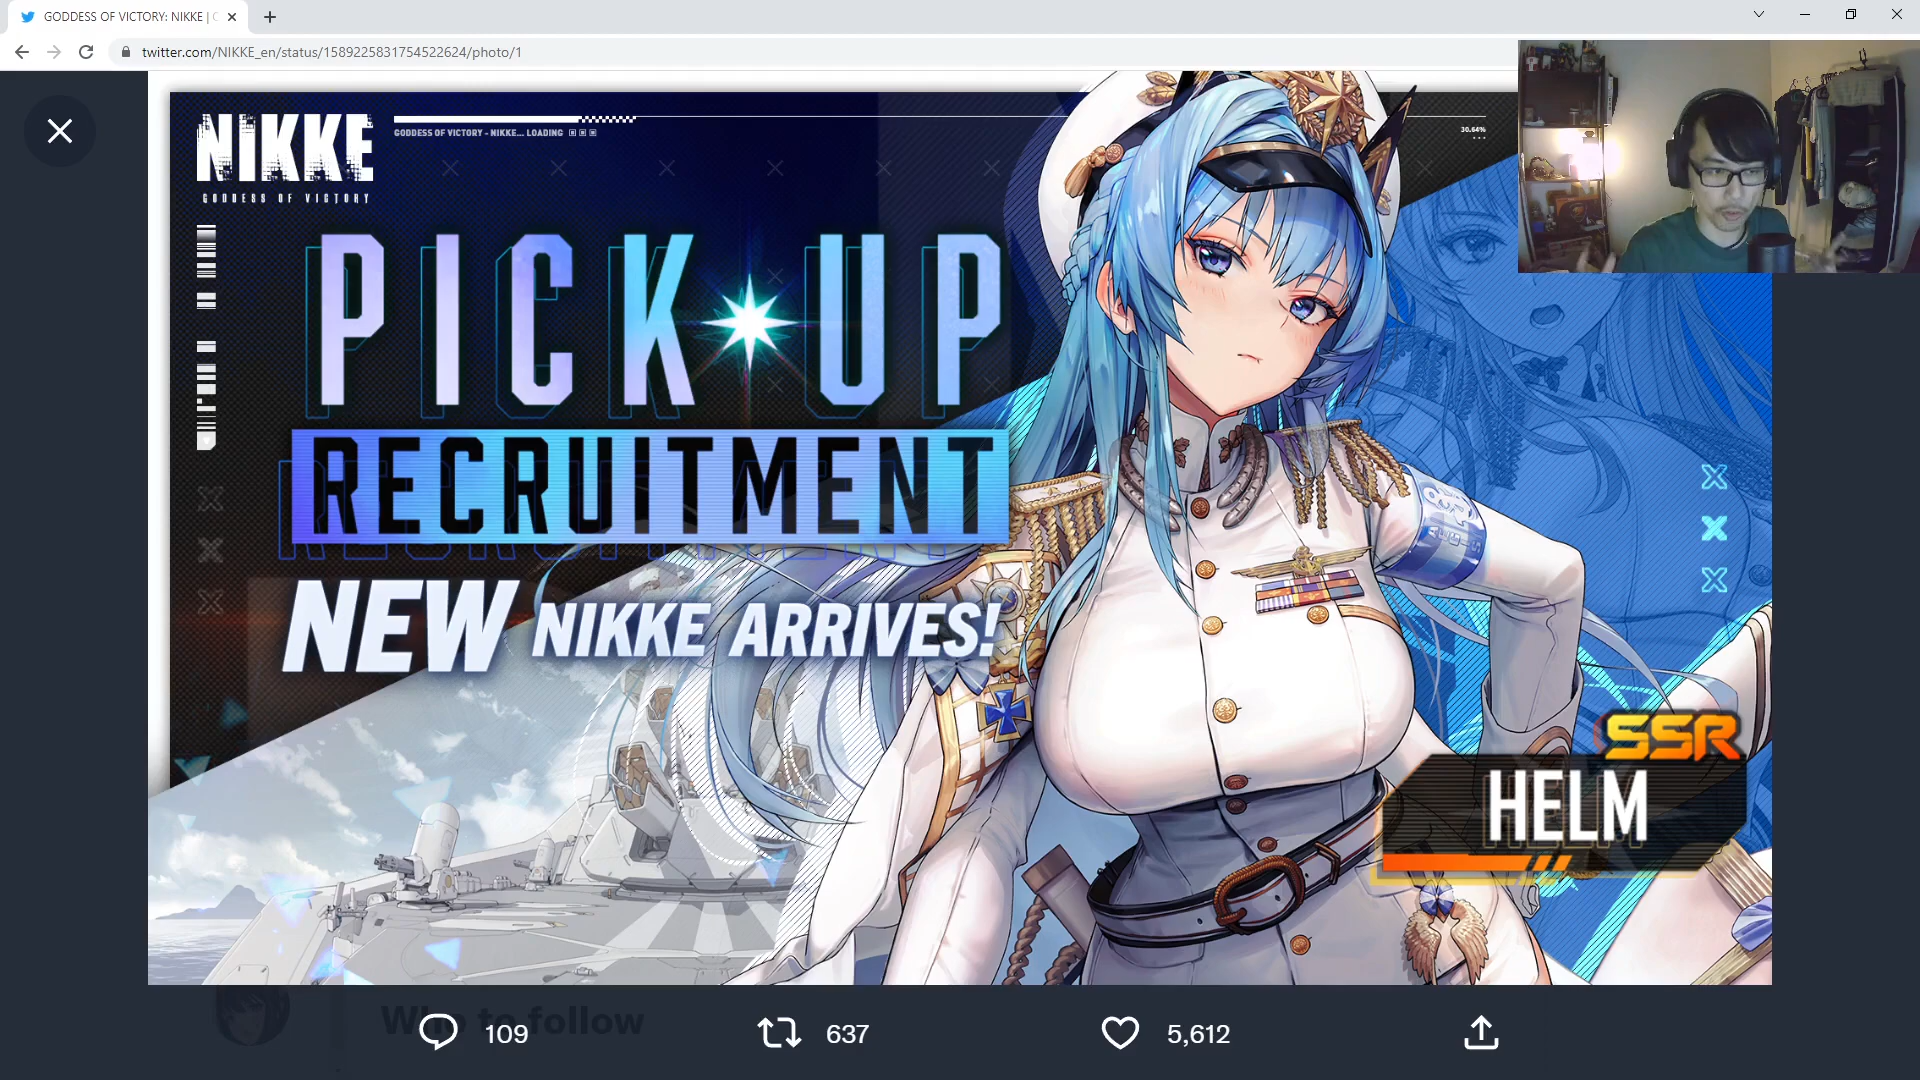 GODDESS OF VICTORY: NIKKE |
twitter.com/NIKKE_en/status/1589225831754522624/photo/1
NIKKE
GODDESS OF VICTORY
GODDESS OF VICTORY - NIKKE... LOADING
30.64%
PICK UP
RECRUITMENT
NEW NIKKE ARRIVES!
SSR
HELM
Who to follow
109
637
5,612